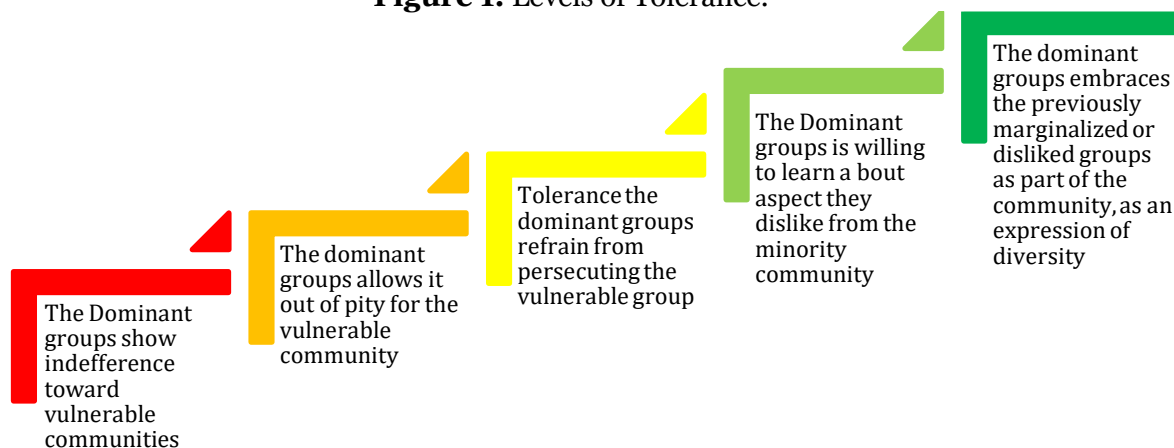 Figure 1. Levels of Tolerance.
The Dominant
groups show
indefference
toward
vulnerable
communities
The dominant
groups allows it
out of pity for the
vulnerable
community
Tolerance the
dominant groups
refrain from
persecuting the
vulnerable group
The Dominant
groups is willing
to learn a bout
aspect they
dislike from the
minority
community
The dominant
groups embraces
the previously
marginalized or
disliked groups
as part of the
community, as an
expression of
diversity